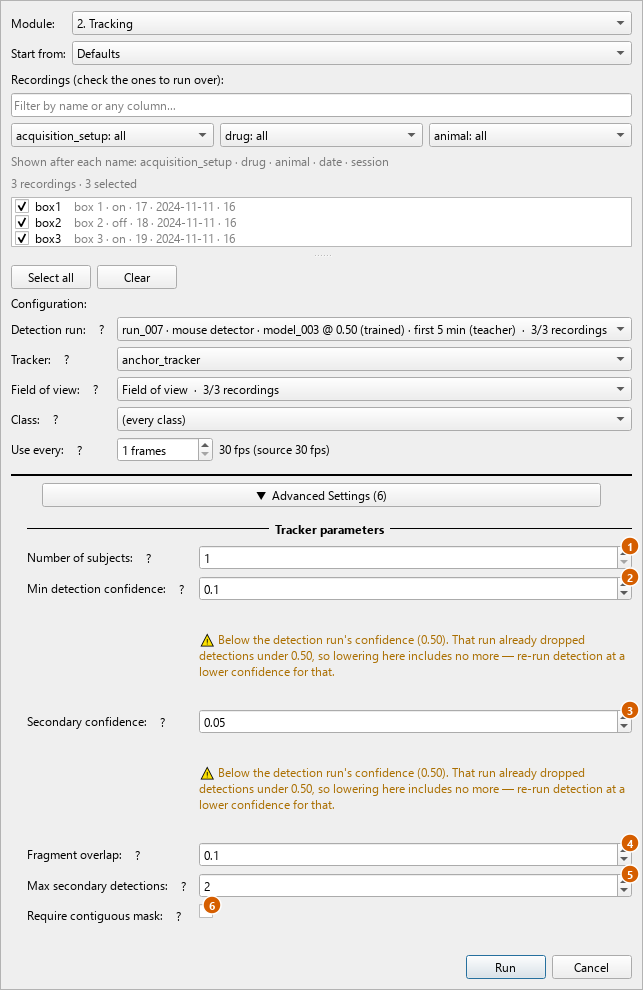 Module: 2. Tracking
Start from: Defaults
Recordings (check the ones to run over):
Filter by name or any column...
acquisition_setup: all drug: all animal: all
Shown after each name: acquisition_setup · drug · animal · date · session
3 recordings · 3 selected
box1 box 1 · on · 17 · 2024-11-11 · 16
box2 box 2 · off · 18 · 2024-11-11 · 16
box3 box 3 · on · 19 · 2024-11-11 · 16
Select all Clear
Configuration:
Detection run: ? run_007 · mouse detector · model_003 @ 0.50 (trained) · first 5 min (teacher) · 3/3 recordings
Tracker: ? anchor_tracker
Field of view: ? Field of view · 3/3 recordings
Class: ? (every class)
Use every: ? 1 frames 30 fps (source 30 fps)
▼ Advanced Settings (6)
Tracker parameters
Number of subjects: ? 1 1
Min detection confidence: ? 0.1 2
⚠ Below the detection run's confidence (0.50). That run already dropped
detections under 0.50, so lowering here includes no more — re-run detection at a
lower confidence for that.
Secondary confidence: ? 0.05 3
⚠ Below the detection run's confidence (0.50). That run already dropped
detections under 0.50, so lowering here includes no more — re-run detection at a
lower confidence for that.
Fragment overlap: ? 0.1 4
Max secondary detections: ? 2 5
Require contiguous mask: ? 6
Run Cancel